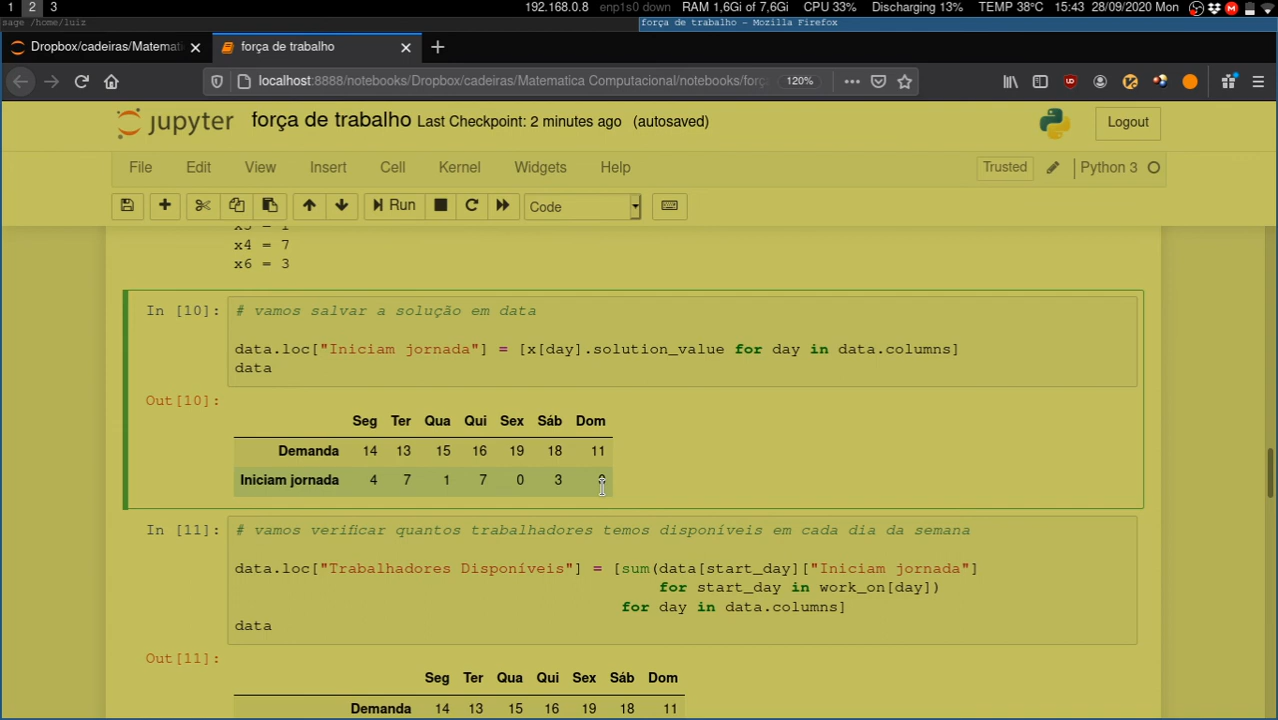 1 2 3 192.168.0.8 enp1s0 down RAM 1,6Gi of 7,6Gi CPU 33% Discharging 13% TEMP 38°C 15:43 28/09/2020 Mon
sage /home/luiz força de trabalho - Mozilla Firefox
Dropbox/cadeiras/Matemati força de trabalho
localhost:8888/notebooks/Dropbox/cadeiras/Matematica Computacional/notebooks/forç 120%
jupyter força de trabalho Last Checkpoint: 2 minutes ago (autosaved) Logout
File Edit View Insert Cell Kernel Widgets Help Trusted Python 3
Run Code
x4 = 7
x6 = 3
In [10]: # vamos salvar a solução em data
data.loc["Iniciam jornada"] = [x[day].solution_value for day in data.columns]
data
Out[10]:
Seg Ter Qua Qui Sex Sáb Dom
Demanda 14 13 15 16 19 18 11
Iniciam jornada 4 7 1 7 0 3
In [11]: # vamos verificar quantos trabalhadores temos disponíveis em cada dia da semana
data.loc["Trabalhadores Disponíveis"] = [sum(data[start_day]["Iniciam jornada"]
for start_day in work_on[day])
for day in data.columns]
data
Out[11]:
Seg Ter Qua Qui Sex Sáb Dom
Demanda 14 13 15 16 19 18 11